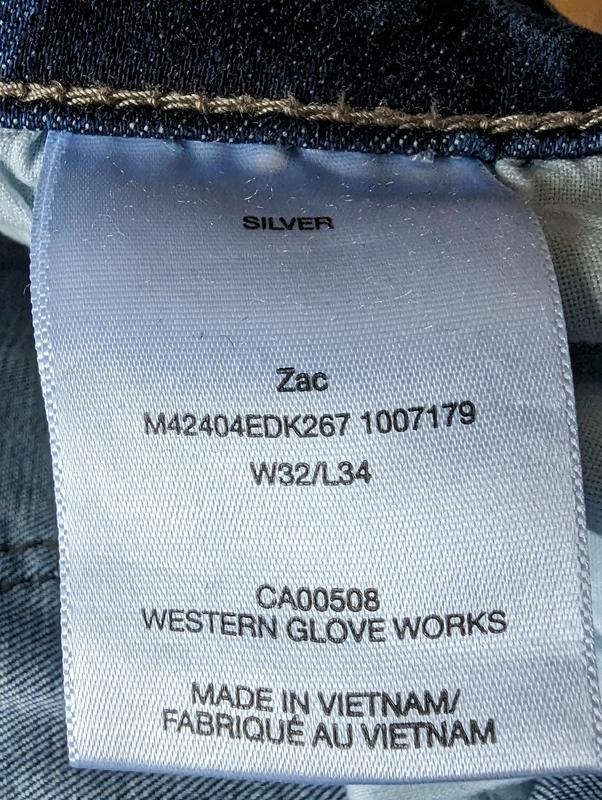 SILVER
Zac
M42404EDK267 1007179
W32/L34
CA00508
WESTERN GLOVE WORKS
MADE IN VIETNAM/
FABRIQUÉ AU VIETNAM